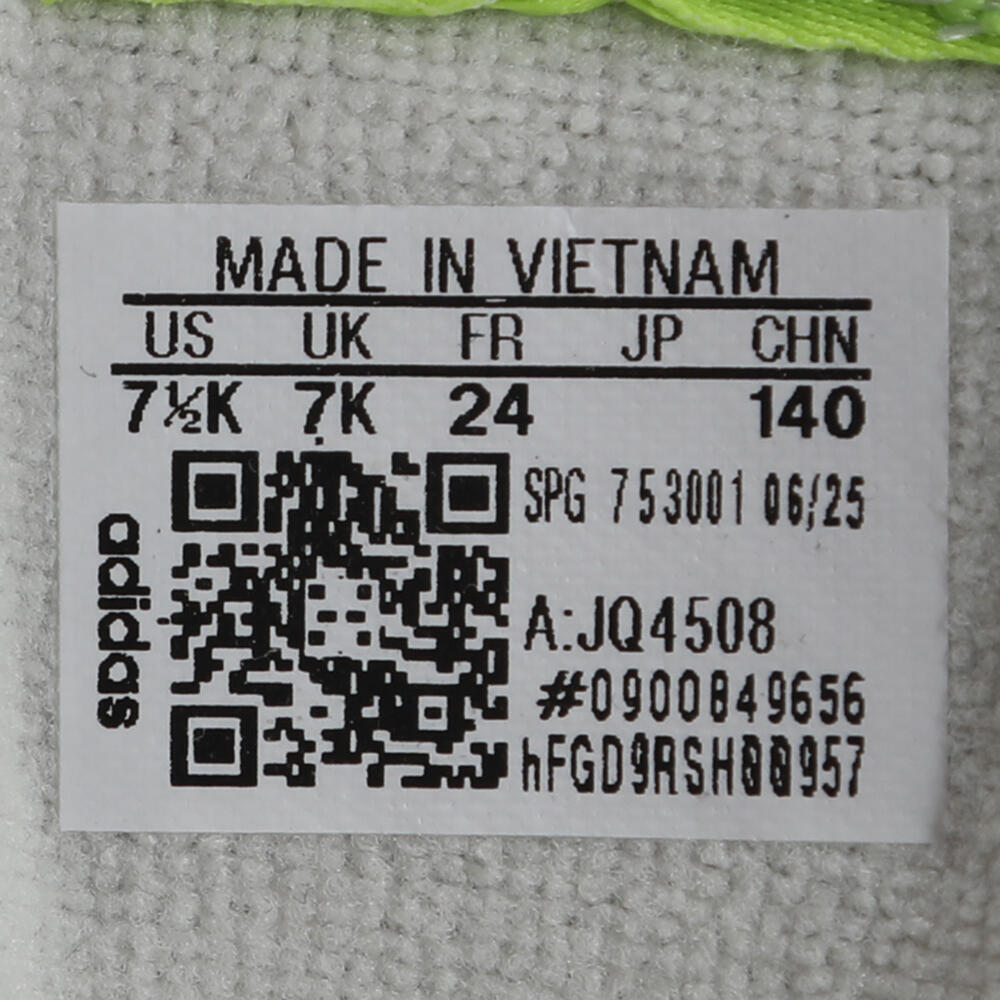 MADE IN VIETNAM
US UK FR JP CHN
7½K 7K 24 140
SPG 753001 06/25
adidas
A:JQ4508
#0900849656
hFGD9RSH00957